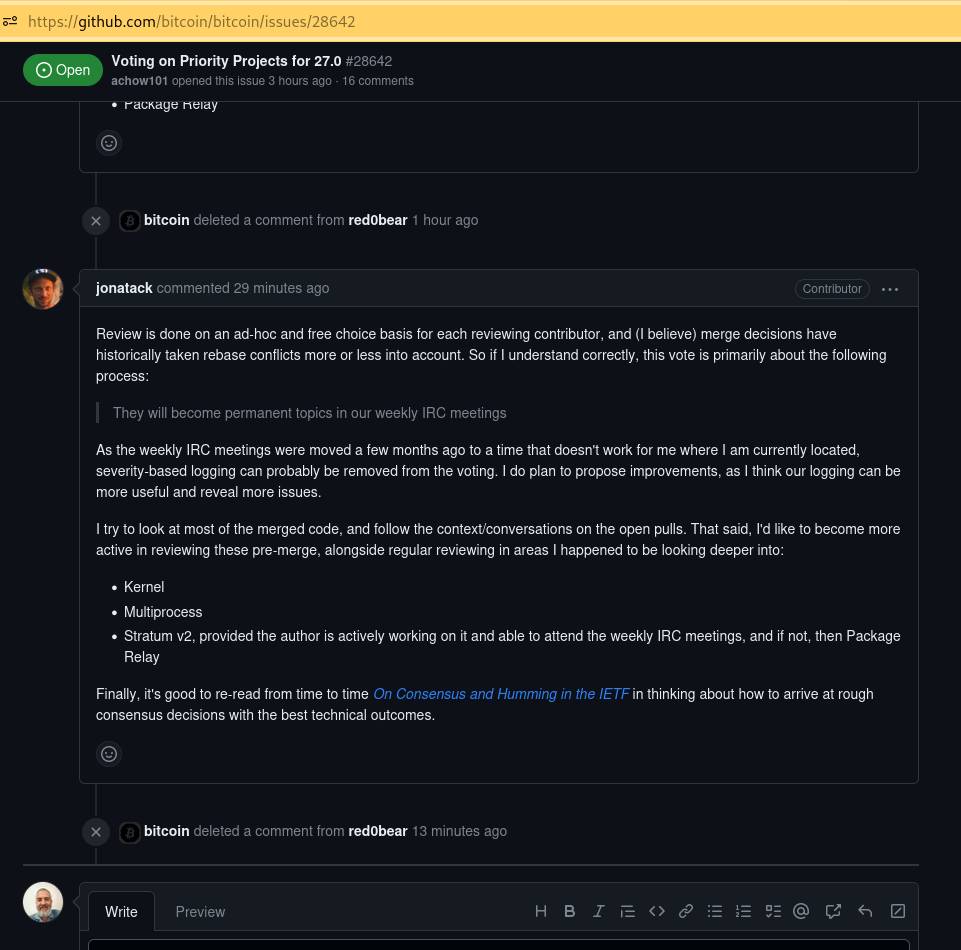 https://github.com/bitcoin/bitcoin/issues/28642
Open
Voting on Priority Projects for 27.0 #28642
achow101 opened this issue 3 hours ago · 16 comments
• Package Relay
bitcoin deleted a comment from red0bear 1 hour ago
jonatack commented 29 minutes ago
Contributor
Review is done on an ad-hoc and free choice basis for each reviewing contributor, and (I believe) merge decisions have
historically taken rebase conflicts more or less into account. So if I understand correctly, this vote is primarily about the following
process:
They will become permanent topics in our weekly IRC meetings
As the weekly IRC meetings were moved a few months ago to a time that doesn't work for me where I am currently located,
severity-based logging can probably be removed from the voting. I do plan to propose improvements, as I think our logging can be
more useful and reveal more issues.
I try to look at most of the merged code, and follow the context/conversations on the open pulls. That said, I'd like to become more
active in reviewing these pre-merge, alongside regular reviewing in areas I happened to be looking deeper into:
• Kernel
• Multiprocess
• Stratum v2, provided the author is actively working on it and able to attend the weekly IRC meetings, and if not, then Package
Relay
Finally, it's good to re-read from time to time On Consensus and Humming in the IETF in thinking about how to arrive at rough
consensus decisions with the best technical outcomes.
bitcoin deleted a comment from red0bear 13 minutes ago
Write
Preview